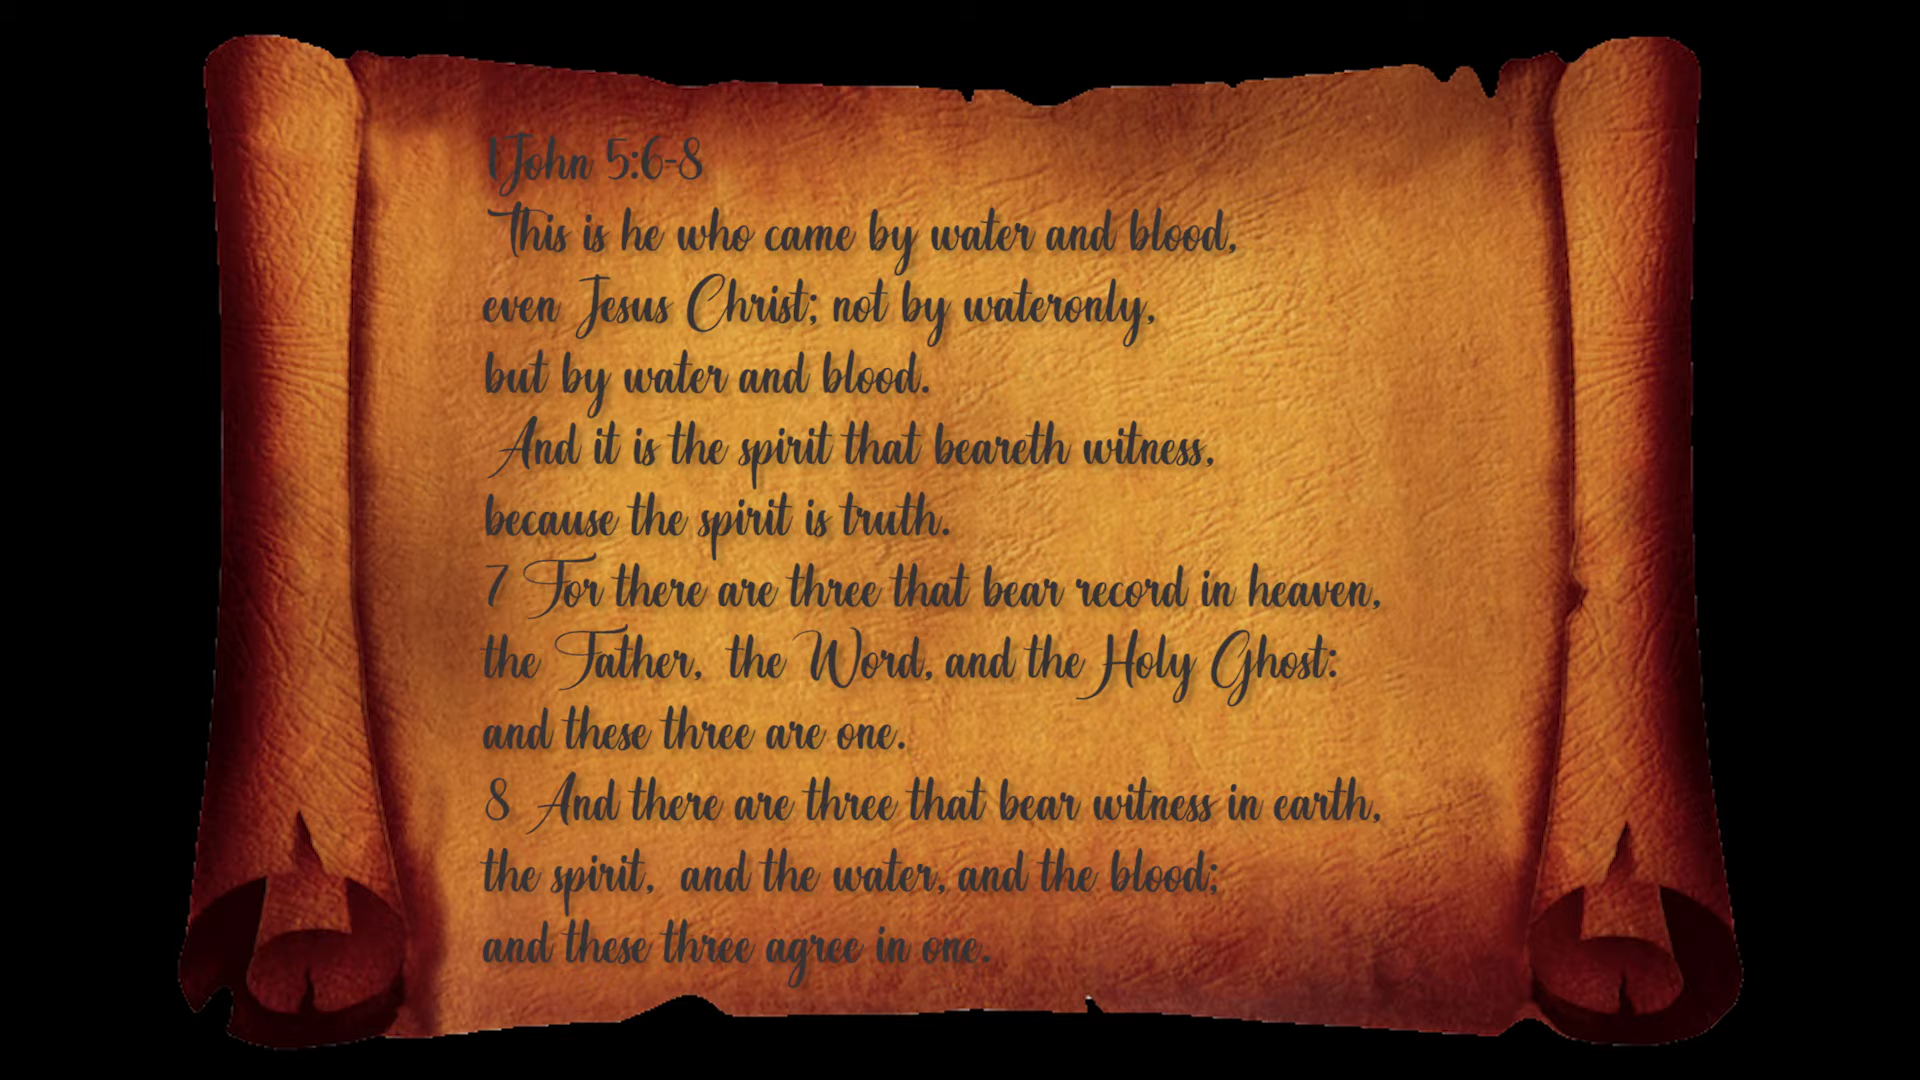 1John 5:6-8
This is he who came by water and blood,
even Jesus Christ; not by wateronly,
but by water and blood.
And it is the spirit that beareth witness,
because the spirit is truth.
7 For there are three that bear record in heaven,
the Father, the Word, and the Holy Ghost:
and these three are one.
8 And there are three that bear witness in earth,
the spirit, and the water, and the blood;
and these three agree in one.